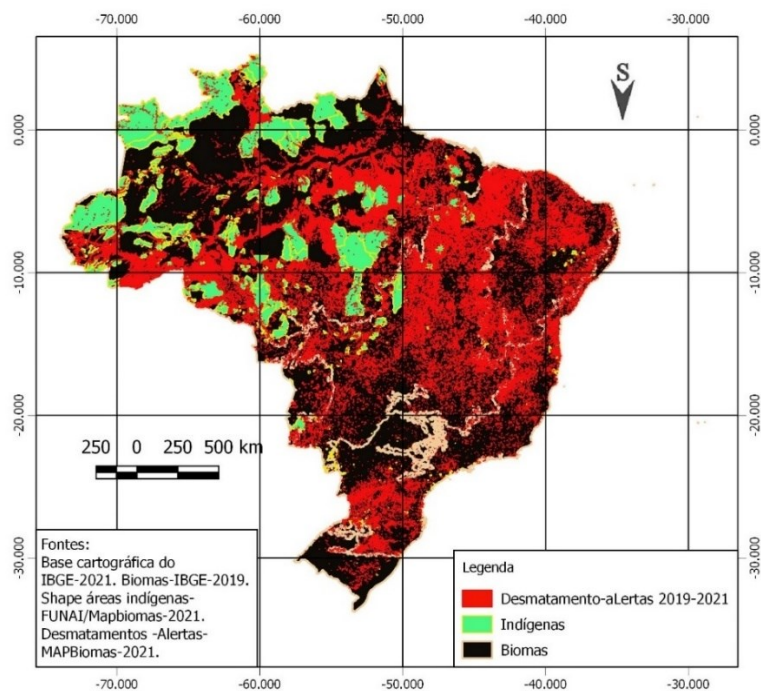 -70.000 -60.000 -50.000 -40.000 -30.000
S
0.000 0.000
-10.000 -10.000
-20.000 -20.000
250 0 250 500 km
-30.000 -30.000
Fontes:
Base cartográfica do
IBGE-2021. Biomas-IBGE-2019.
Shape áreas indígenas-
FUNAI/Mapbiomas-2021.
Desmatamentos -Alertas-
MAPBiomas-2021.
Legenda
Desmatamento-aLertas 2019-2021
Indígenas
Biomas
-70.000 -60.000 -50.000 -40.000 -30.000